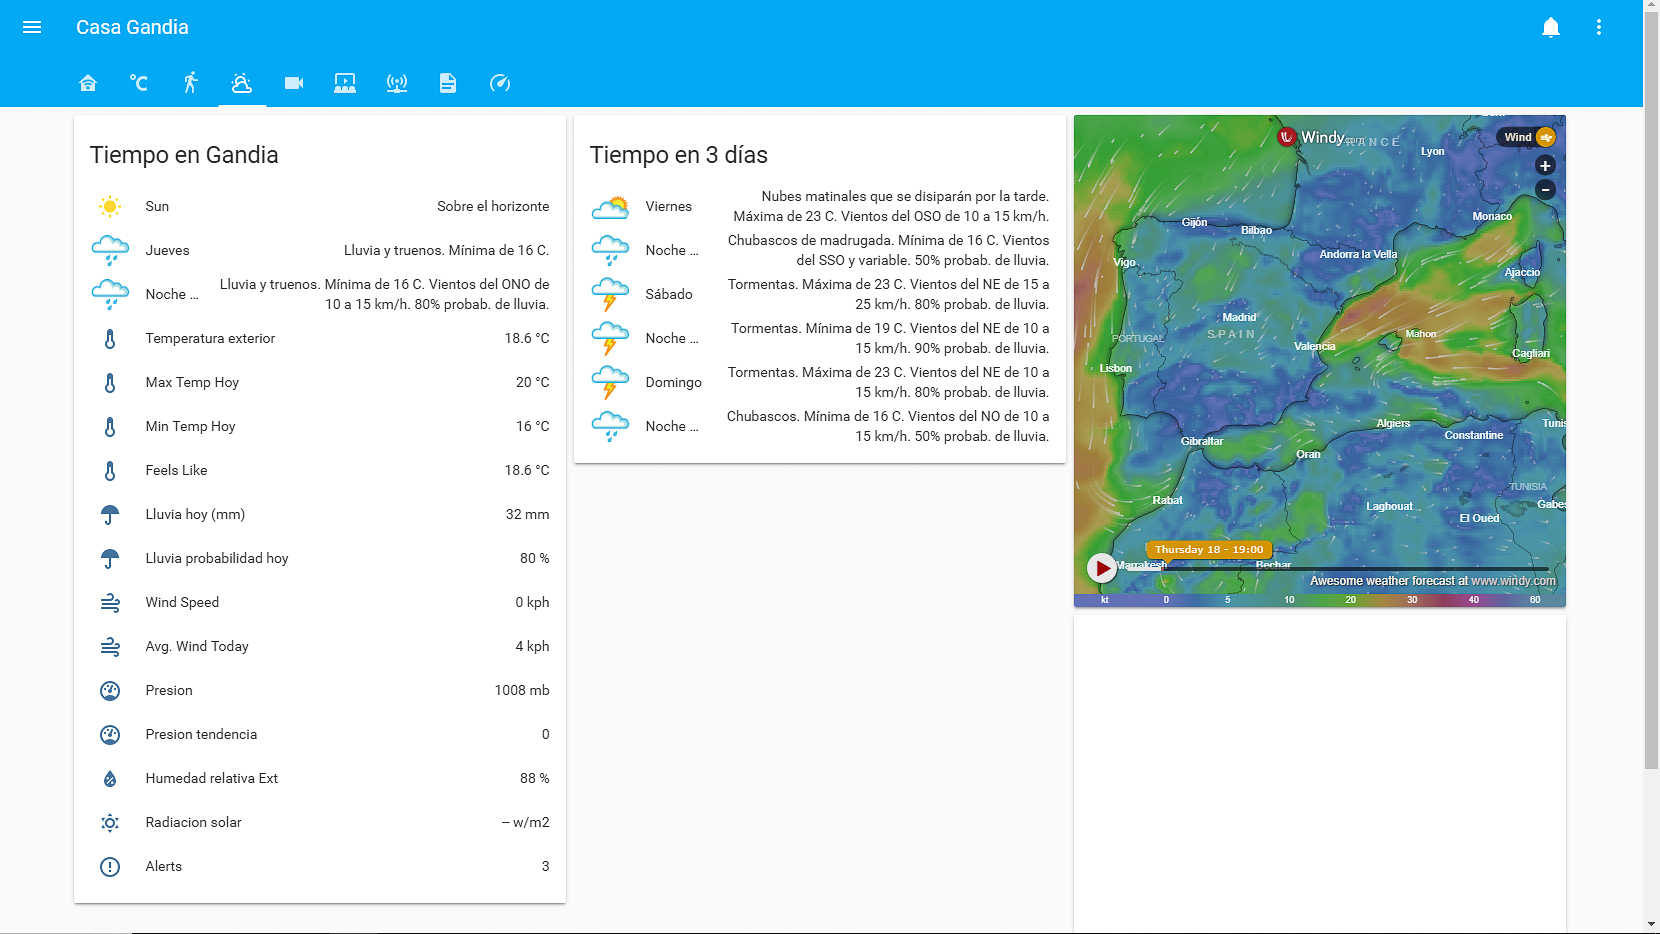 Casa Gandia
°C
Tiempo en Gandia
Sun
Sobre el horizonte
Jueves
Lluvia y truenos. Mínima de 16 C.
Noche ...
Lluvia y truenos. Mínima de 16 C. Vientos del ONO de
10 a 15 km/h. 80% probab. de lluvia.
Temperatura exterior
18.6 °C
Max Temp Hoy
20 °C
Min Temp Hoy
16 °C
Feels Like
18.6 °C
Lluvia hoy (mm)
32 mm
Lluvia probabilidad hoy
80 %
Wind Speed
0 kph
Avg. Wind Today
4 kph
Presion
1008 mb
Presion tendencia
0
Humedad relativa Ext
88 %
Radiacion solar
-- w/m2
Alerts
3
Tiempo en 3 días
Viernes
Nubes matinales que se disiparán por la tarde.
Máxima de 23 C. Vientos del OSO de 10 a 15 km/h.
Noche ...
Chubascos de madrugada. Mínima de 16 C. Vientos
del SSO y variable. 50% probab. de lluvia.
Sábado
Tormentas. Máxima de 23 C. Vientos del NE de 15 a
25 km/h. 80% probab. de lluvia.
Noche ...
Tormentas. Mínima de 19 C. Vientos del NE de 10 a
15 km/h. 90% probab. de lluvia.
Domingo
Tormentas. Máxima de 23 C. Vientos del NE de 10 a
15 km/h. 80% probab. de lluvia.
Noche ...
Chubascos. Mínima de 16 C. Vientos del NO de 10 a
15 km/h. 50% probab. de lluvia.
Windy.com
Wind
+
-
Lyon
Monaco
Gijón
Bilbao
Andorra la Vella
Vigo
Ajaccio
Madrid
SPAIN
Mahon
PORTUGAL
Valencia
Cagliari
Lisbon
Algiers
Constantine
Tunis
Gibraltar
Oran
TUNISIA
Rabat
Laghouat
Gabes
El Oued
Thursday 18 - 19:00
Marrakesh
Bechar
Awesome weather forecast at www.windy.com
kt 0 5 10 20 30 40 60